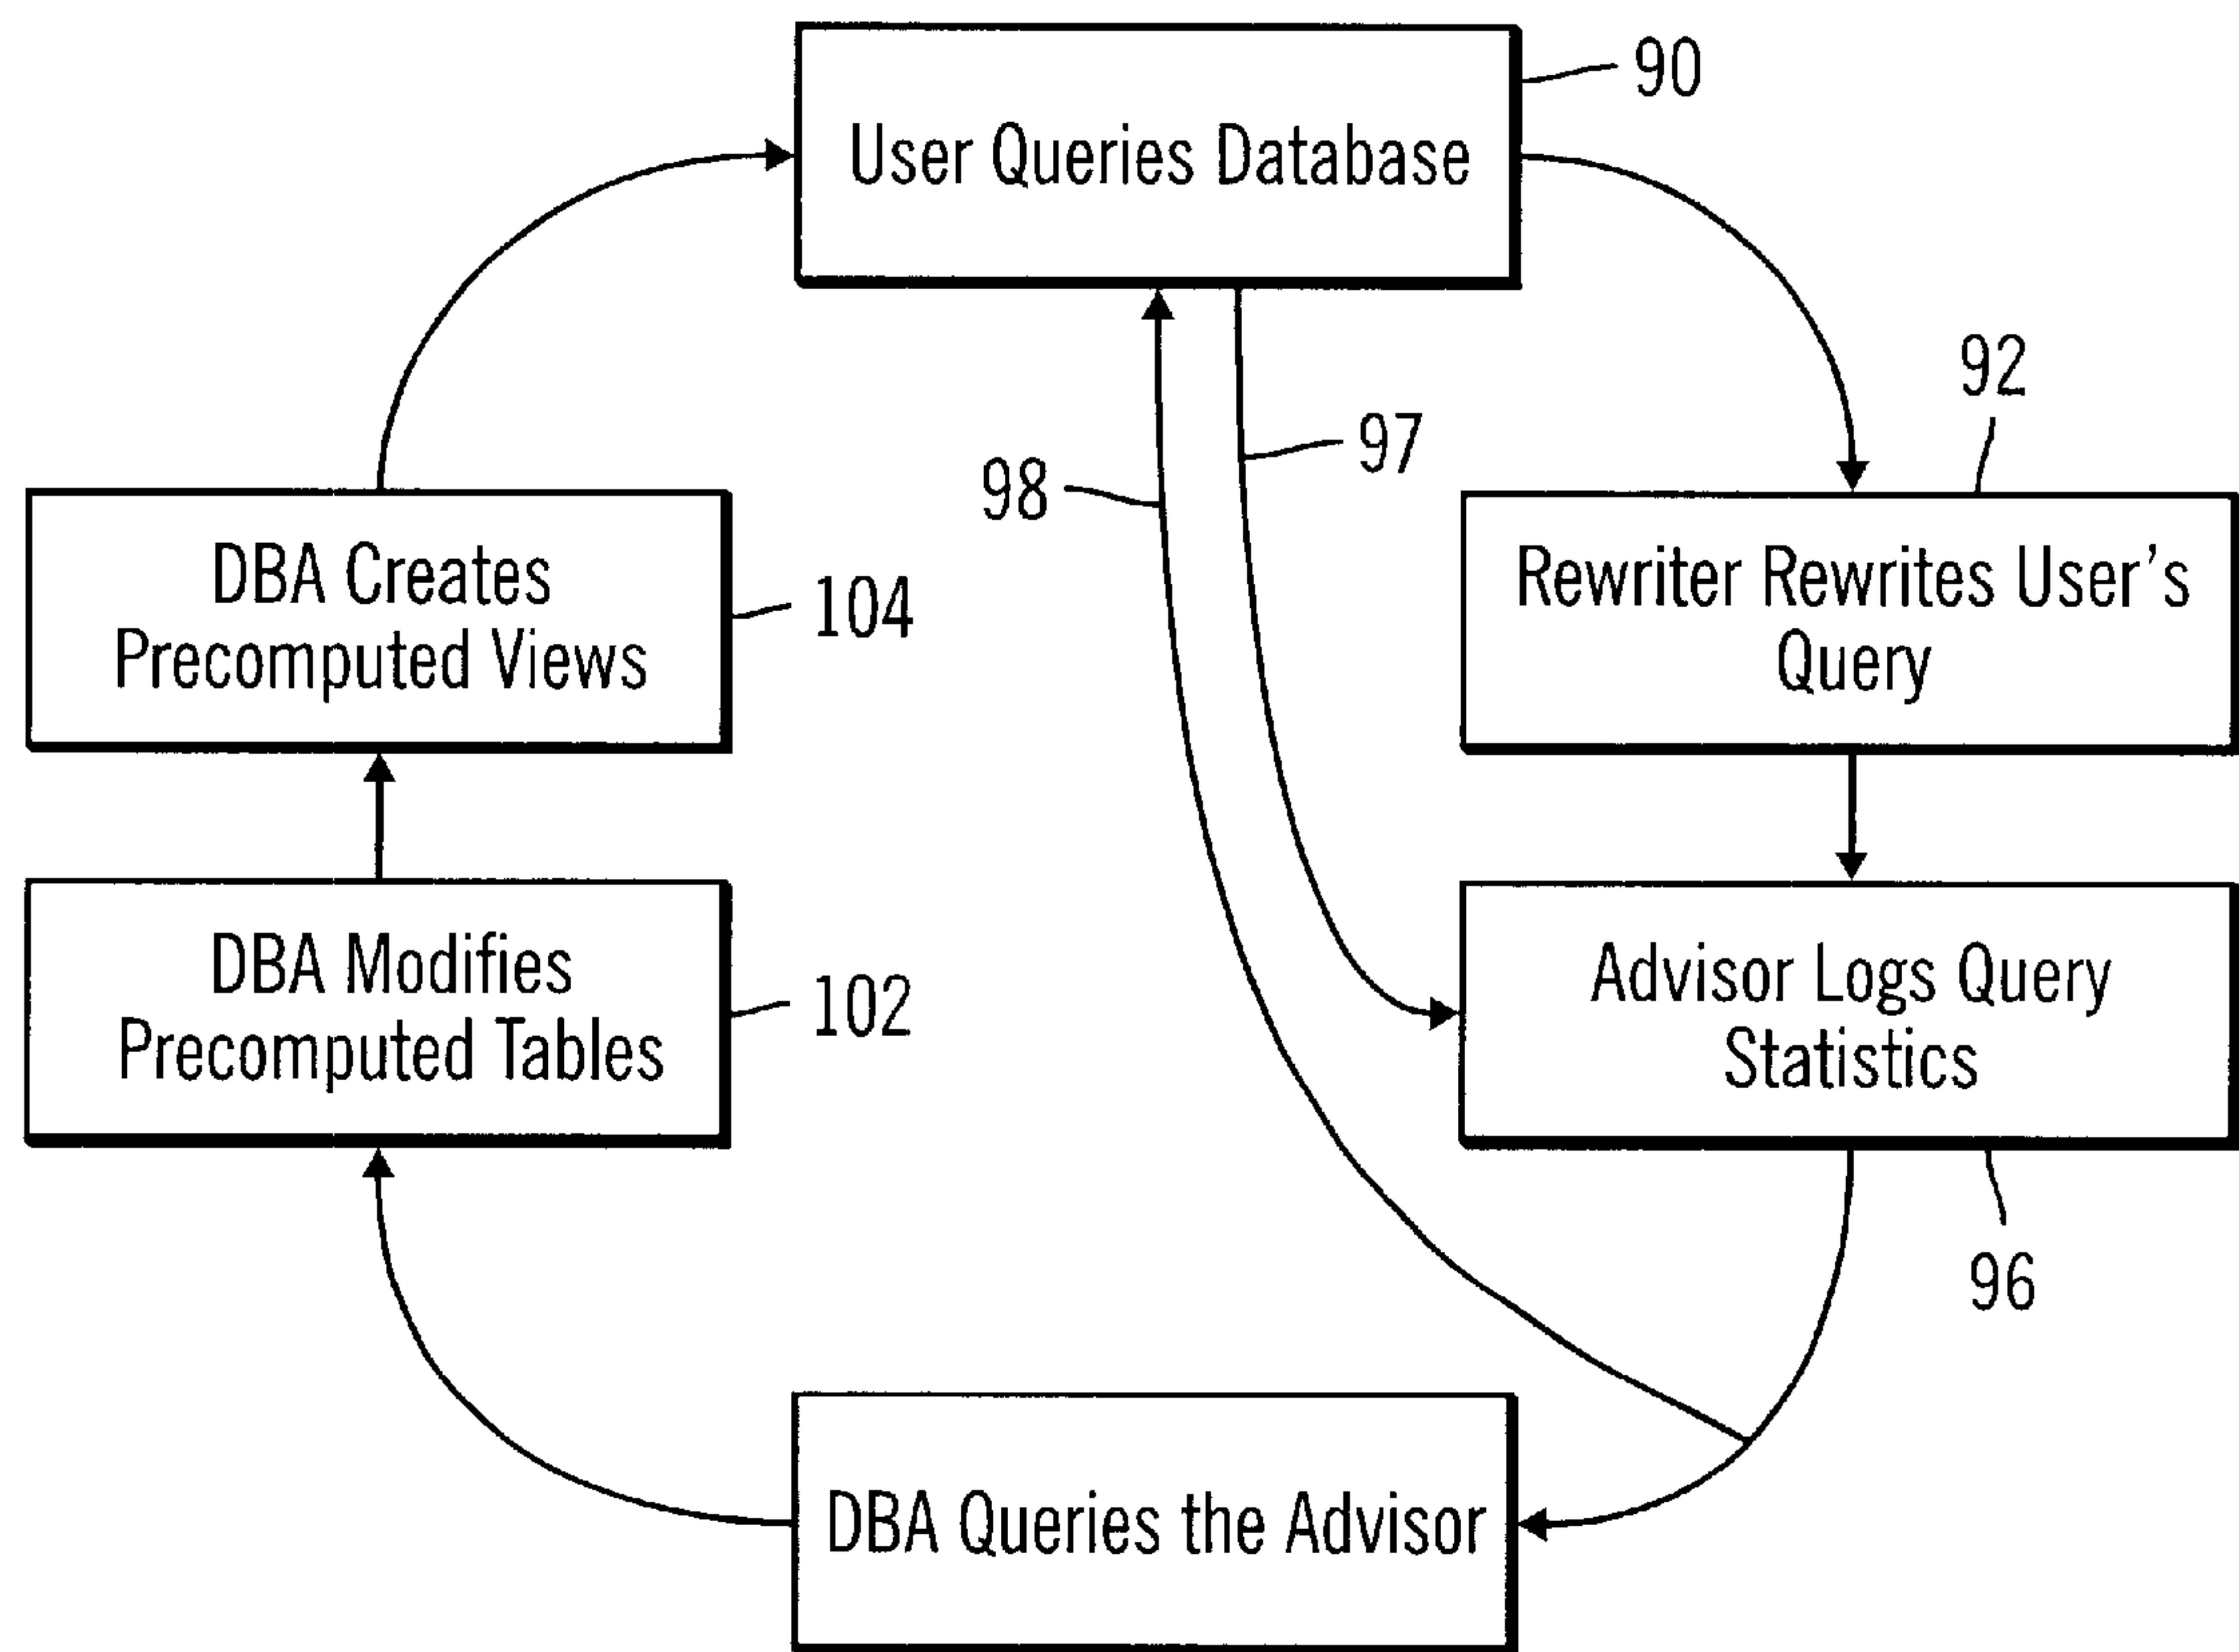 90
User Queries Database
92
97
98
DBA Creates
Precomputed Views
104
Rewriter Rewrites User's
Query
DBA Modifies
Precomputed Tables
102
Advisor Logs Query
Statistics
96
DBA Queries the Advisor